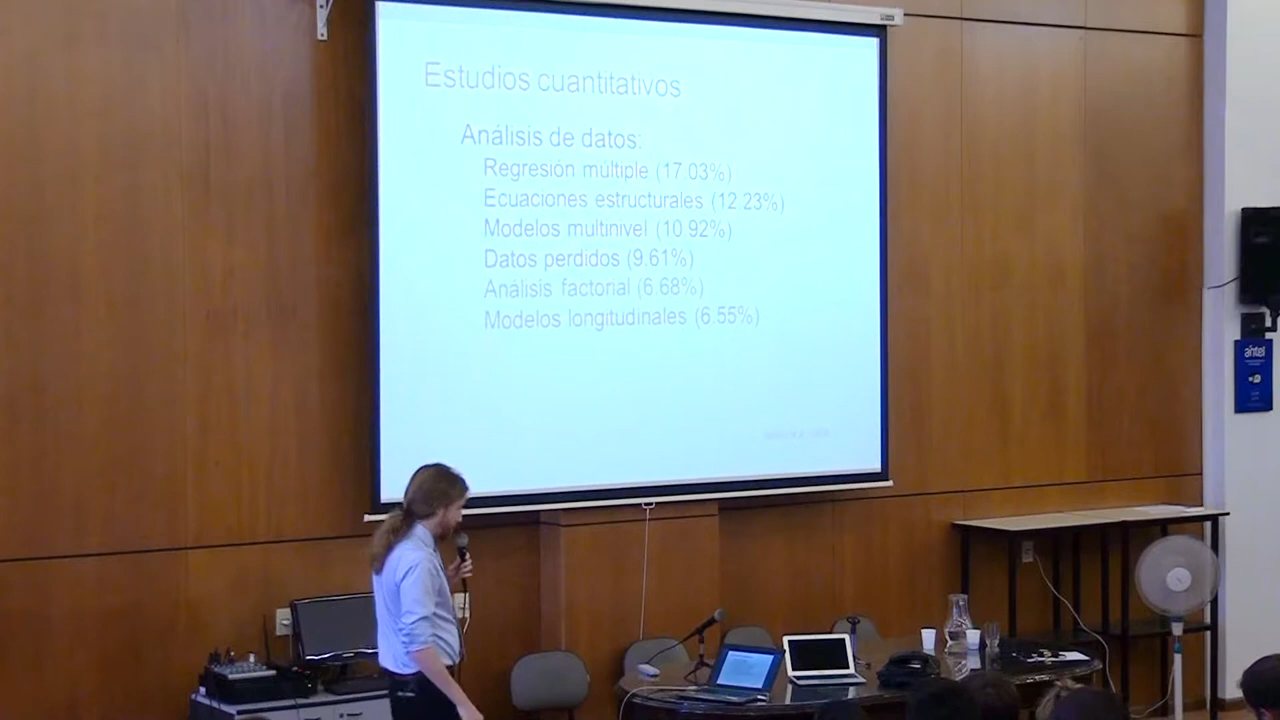 Estudios cuantitativos
Análisis de datos:
Regresión múltiple (17.03%)
Ecuaciones estructurales (12.23%)
Modelos multinivel (10.92%)
Datos perdidos (9.61%)
Analisis factorial (6.68%)
Modelos longitudinales (6.55%)
antel